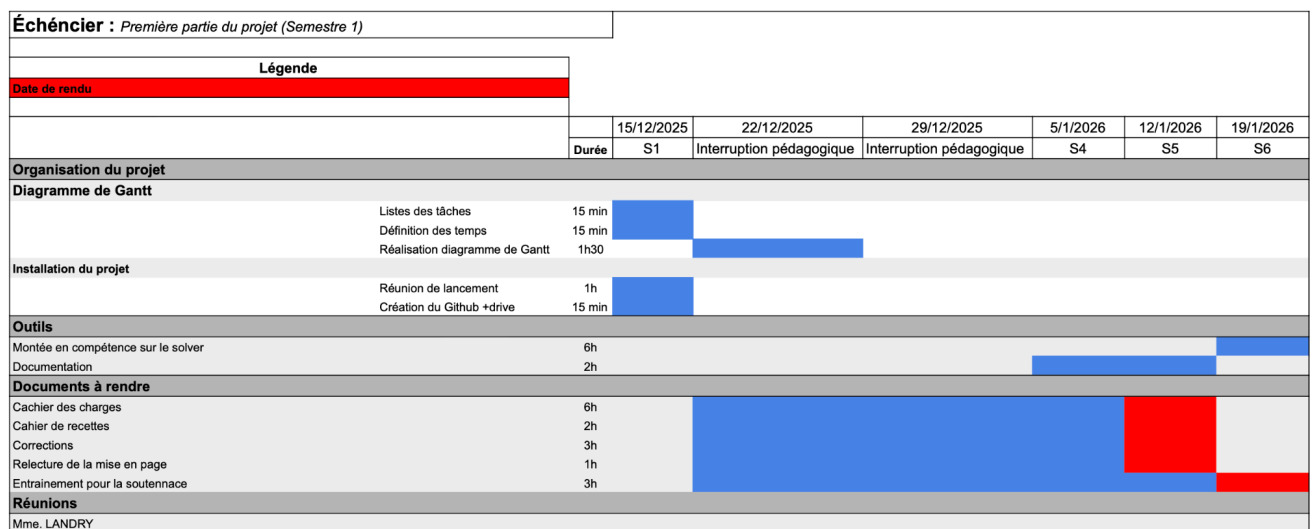 Échéncier : Première partie du projet (Semestre 1)
Légende
Date de rendu
15/12/2025 22/12/2025 29/12/2025 5/1/2026 12/1/2026 19/1/2026
Durée S1 Interruption pédagogique Interruption pédagogique S4 S5 S6
Organisation du projet
Diagramme de Gantt
Listes des tâches 15 min
Définition des temps 15 min
Réalisation diagramme de Gantt 1h30
Installation du projet
Réunion de lancement 1h
Création du Github +drive 15 min
Outils
Montée en compétence sur le solver 6h
Documentation 2h
Documents à rendre
Cachier des charges 6h
Cahier de recettes 2h
Corrections 3h
Relecture de la mise en page 1h
Entrainement pour la soutennace 3h
Réunions
Mme. LANDRY